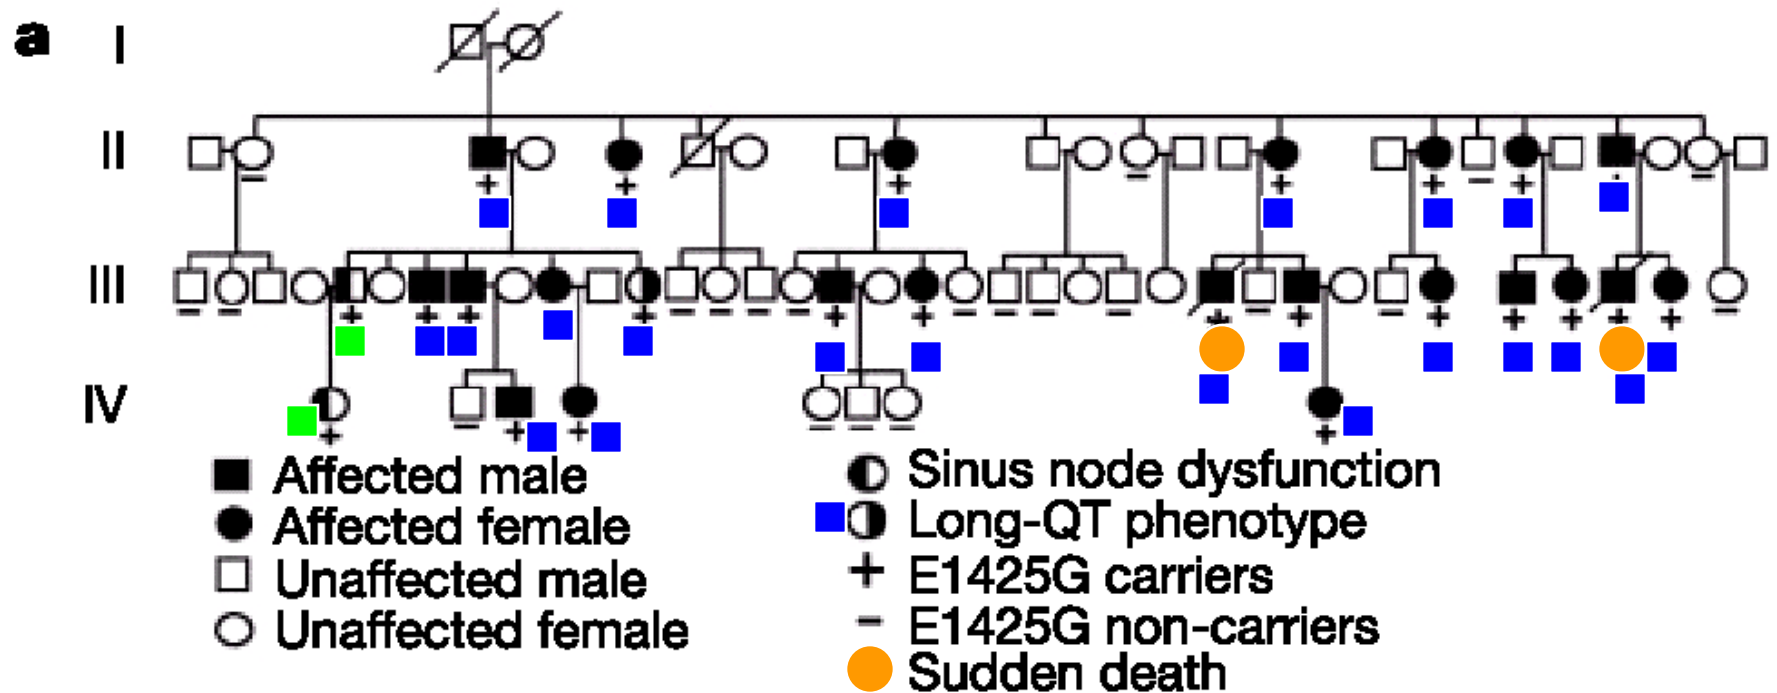 a
I
II
III
IV
Affected male
Affected female
Unaffected male
Unaffected female
Sinus node dysfunction
Long-QT phenotype
+ E1425G carriers
− E1425G non-carriers
Sudden death